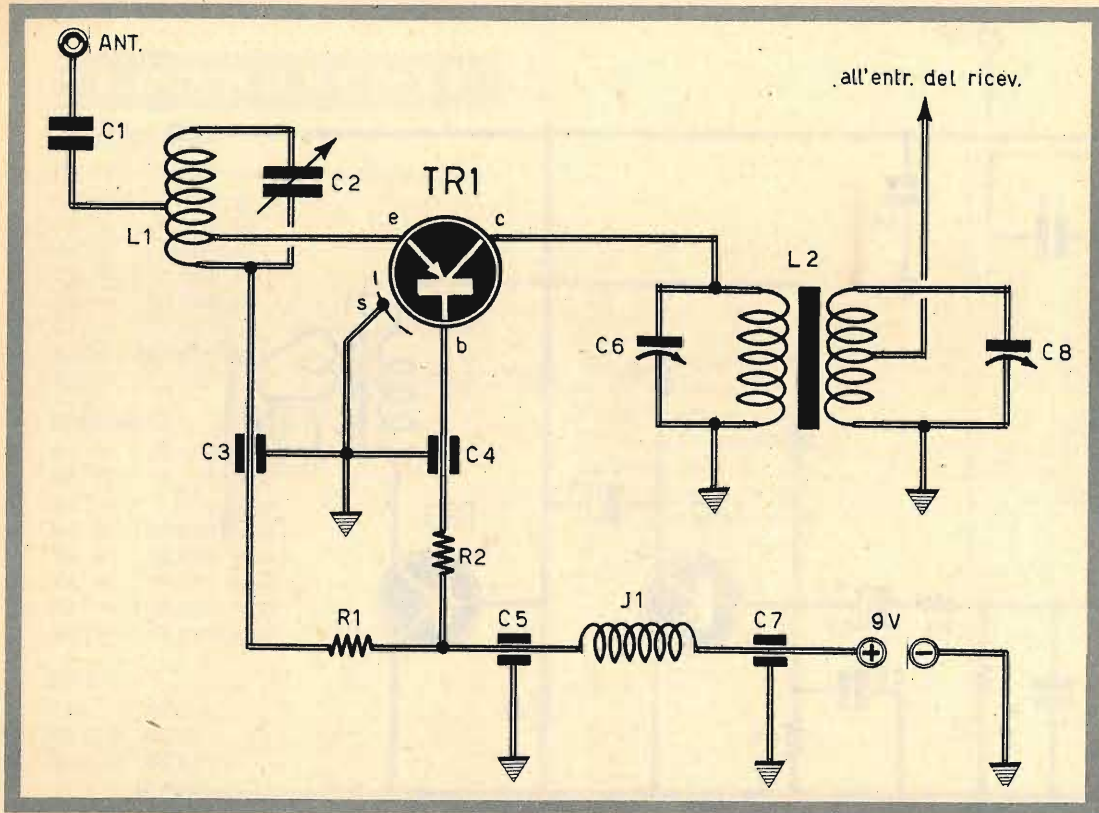 ANT.
all'entr. del ricev.
C1
C2
TR1
L1
e
c
L2
s
b
C6
C8
C3
C4
R2
R1
C5
J1
C7
9V
+
-